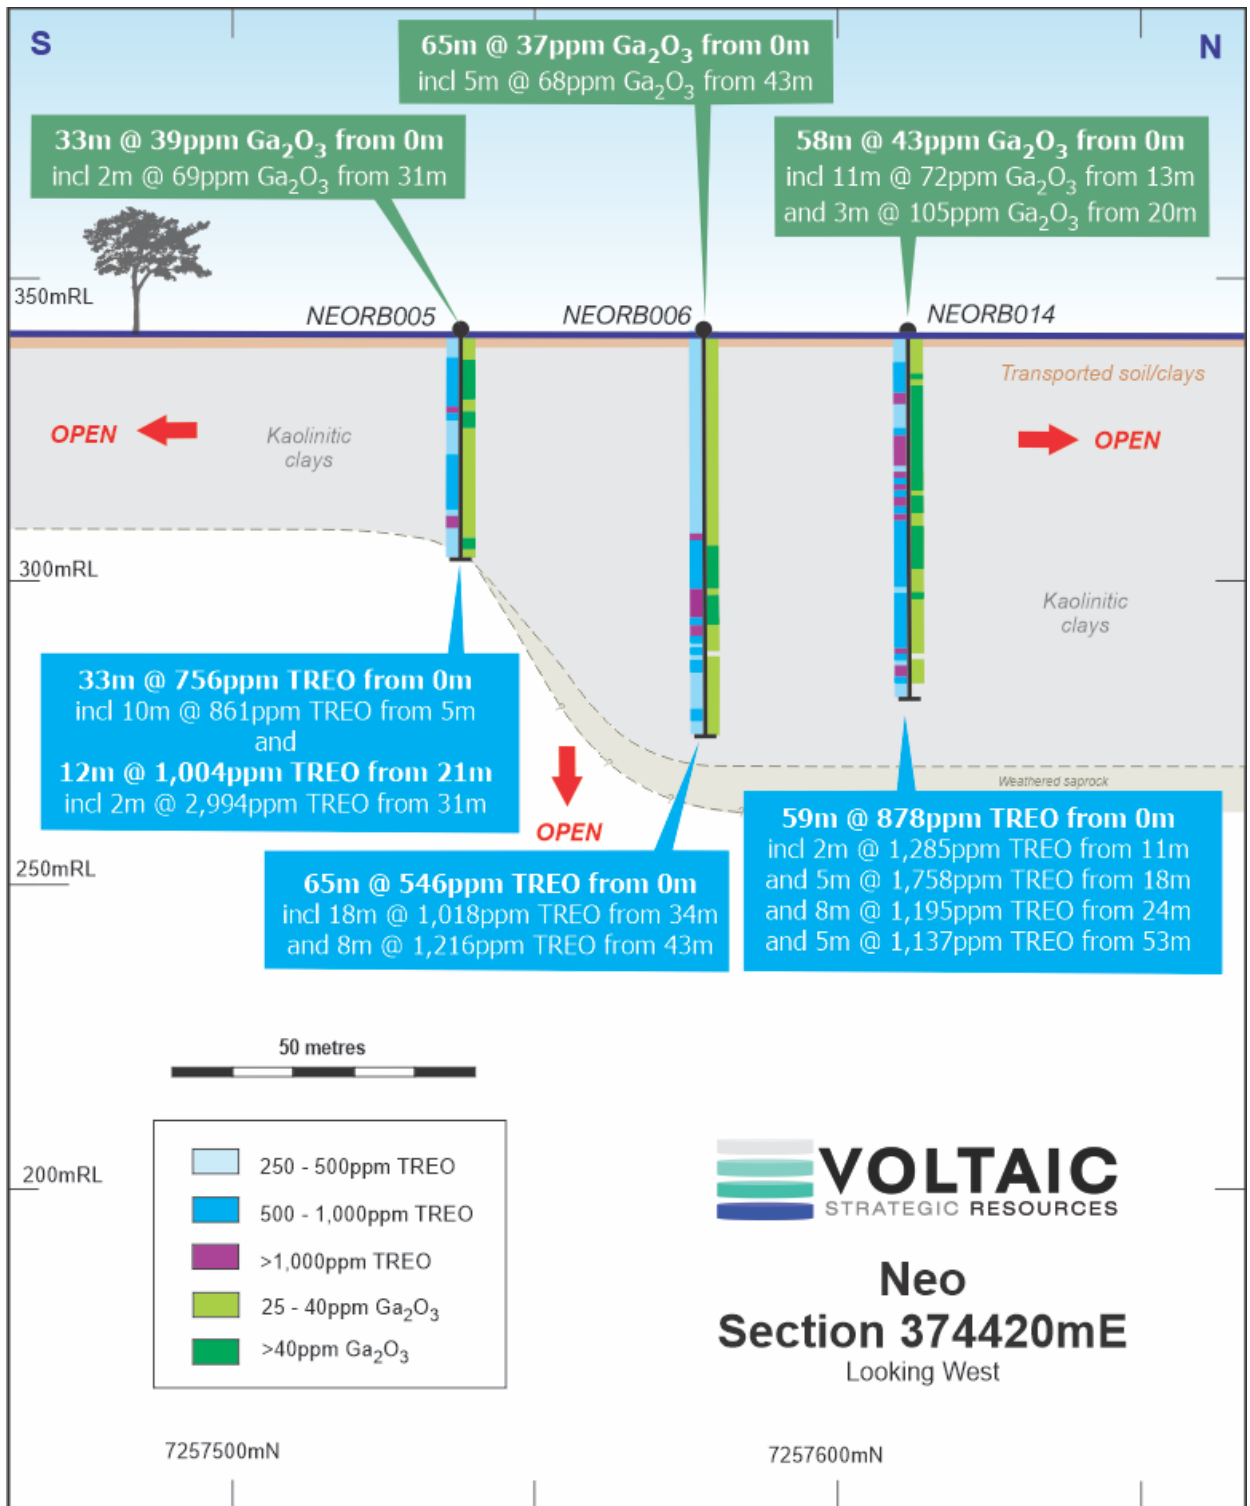 S
N
65m @ 37ppm Ga₂O₃ from 0m
incl 5m @ 68ppm Ga₂O₃ from 43m
33m @ 39ppm Ga₂O₃ from 0m
incl 2m @ 69ppm Ga₂O₃ from 31m
58m @ 43ppm Ga₂O₃ from 0m
incl 11m @ 72ppm Ga₂O₃ from 13m
and 3m @ 105ppm Ga₂O₃ from 20m
350mRL
NEORB005
NEORB006
NEORB014
Transported soil/clays
OPEN
Kaolinitic
clays
OPEN
300mRL
Kaolinitic
clays
33m @ 756ppm TREO from 0m
incl 10m @ 861ppm TREO from 5m
and
12m @ 1,004ppm TREO from 21m
incl 2m @ 2,994ppm TREO from 31m
Weathered saprock
OPEN
59m @ 878ppm TREO from 0m
incl 2m @ 1,285ppm TREO from 11m
and 5m @ 1,758ppm TREO from 18m
and 8m @ 1,195ppm TREO from 24m
and 5m @ 1,137ppm TREO from 53m
250mRL
65m @ 546ppm TREO from 0m
incl 18m @ 1,018ppm TREO from 34m
and 8m @ 1,216ppm TREO from 43m
50 metres
250 - 500ppm TREO
500 - 1,000ppm TREO
>1,000ppm TREO
25 - 40ppm Ga₂O₃
>40ppm Ga₂O₃
200mRL
VOLTAIC
STRATEGIC RESOURCES
Neo
Section 374420mE
Looking West
7257500mN
7257600mN